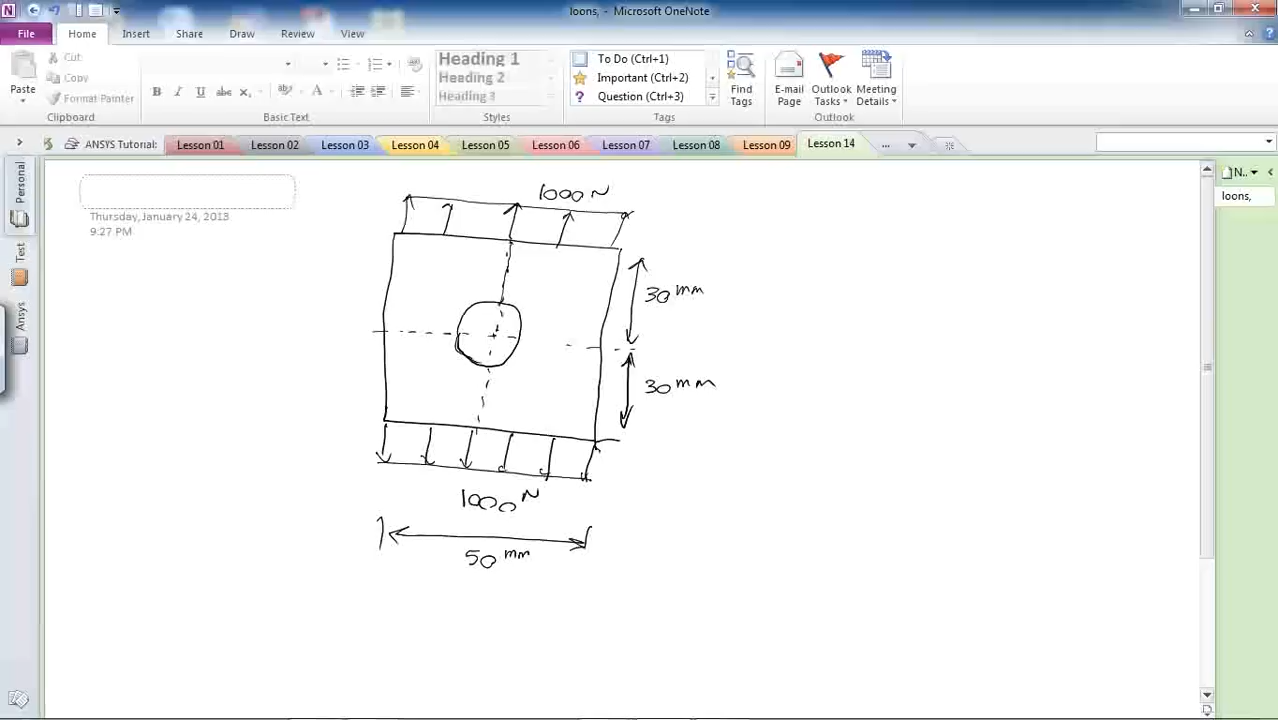 loons, - Microsoft OneNote
File Home Insert Share Draw Review View
Paste
Cut
Copy
Format Painter
Clipboard
B I U abc X₂ ab A
Basic Text
Heading 1
Heading 2
Heading 3
Styles
To Do (Ctrl+1)
Important (Ctrl+2)
Question (Ctrl+3)
Tags
Find Tags
E-mail Page
Outlook Tasks
Meeting Details
Outlook
ANSYS Tutorial: Lesson 01 Lesson 02 Lesson 03 Lesson 04 Lesson 05 Lesson 06 Lesson 07 Lesson 08 Lesson 09 Lesson 14 ...
Personal
Test
Ansys
N..
loons,
Thursday, January 24, 2013
9:27 PM
1000 N
30 mm
30 mm
1000 N
50 mm